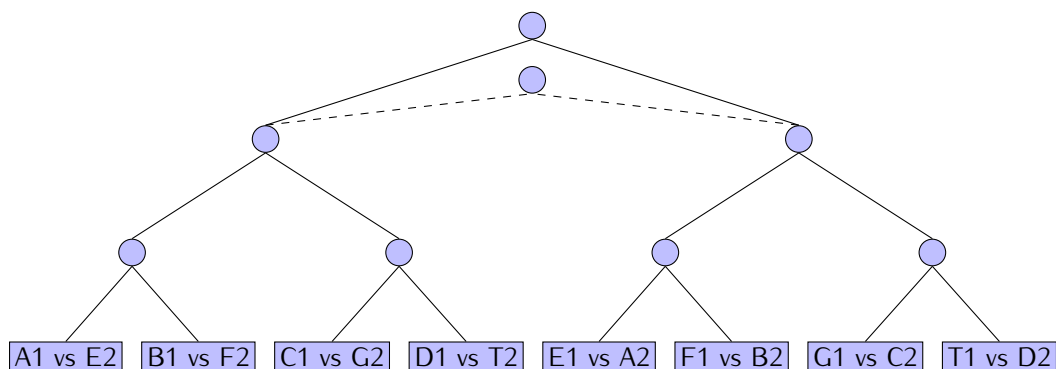 A1 vs E2
B1 vs F2
C1 vs G2
D1 vs T2
E1 vs A2
F1 vs B2
G1 vs C2
T1 vs D2